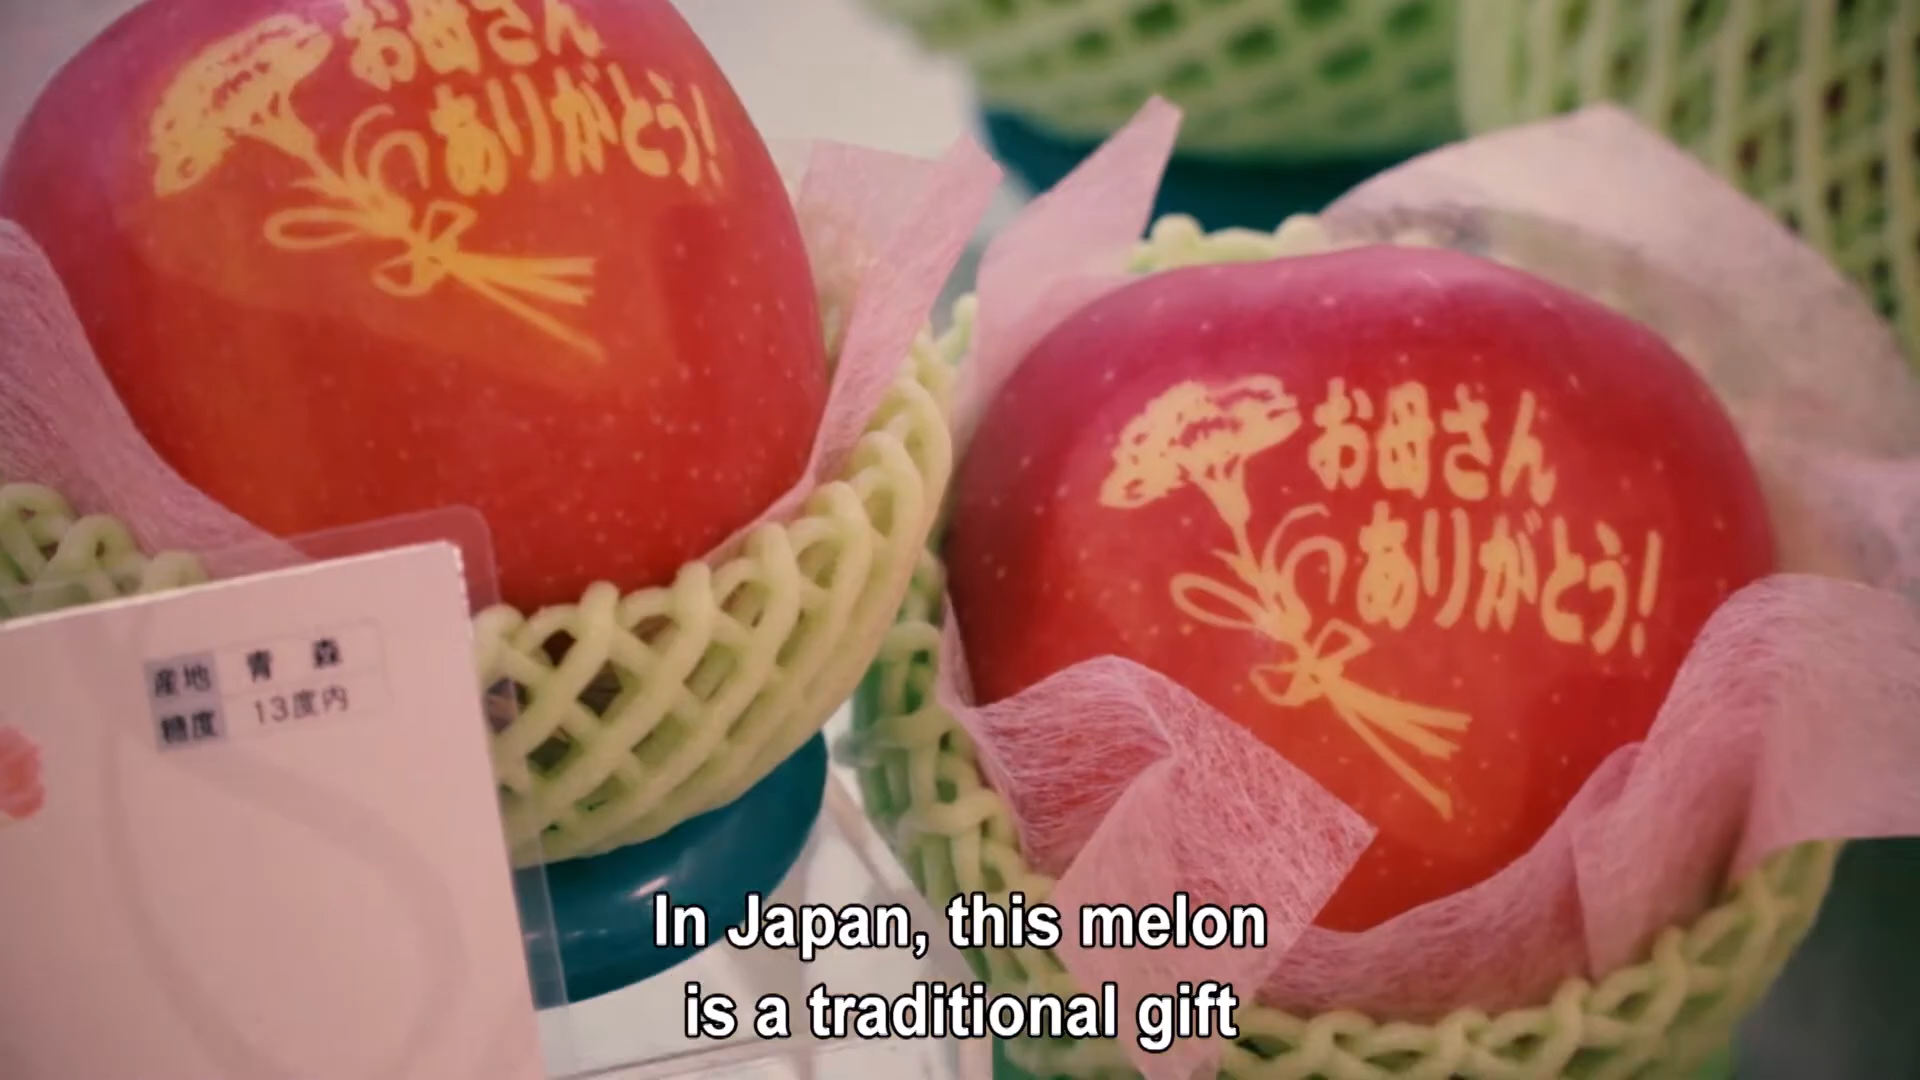 お母さん
ありがとう!
お母さん
ありがとう!
産地 青森
糖度 13度内
In Japan, this melon
is a traditional gift